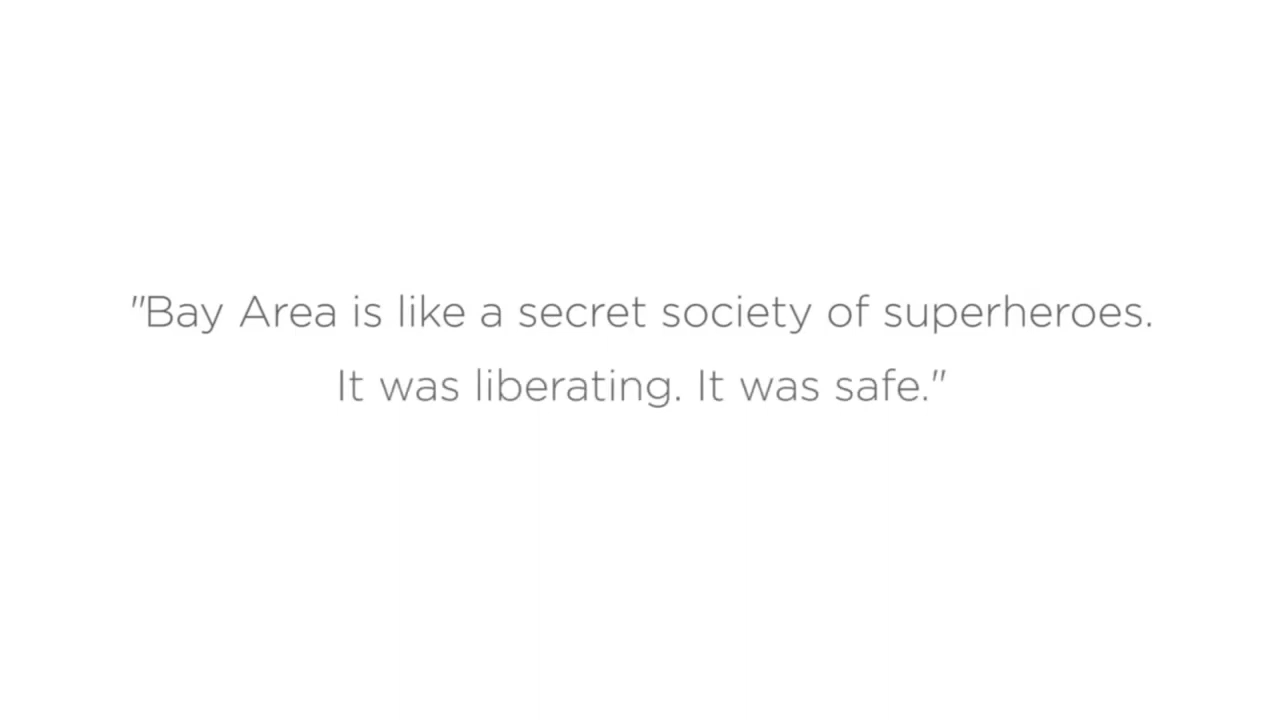 "Bay Area is like a secret society of superheroes.
It was liberating. It was safe."